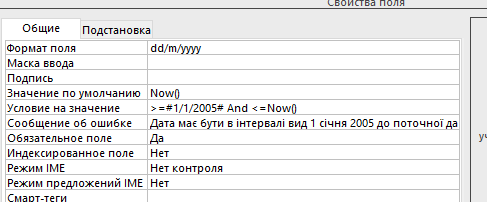 Свойства поля
Общие Подстановка
Формат поля dd/m/yyyy
Маска ввода
Подпись
Значение по умолчанию Now()
Условие на значение >=#1/1/2005# And <=Now()
Сообщение об ошибке Дата має бути в інтервалі вид 1 січня 2005 до поточної да
Обязательное поле Да
Индексированное поле Нет
Режим IME Нет контроля
Режим предложений IME Нет
Смарт-теги